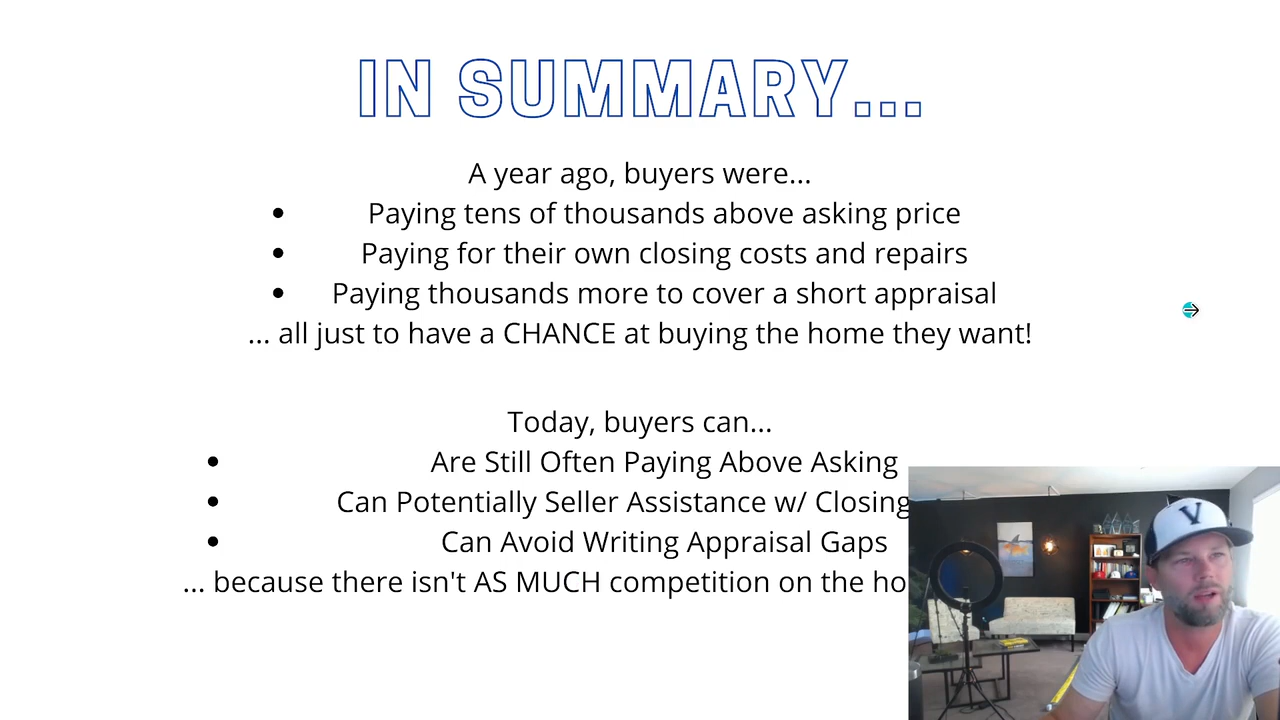 IN SUMMARY...
A year ago, buyers were...
• Paying tens of thousands above asking price
• Paying for their own closing costs and repairs
• Paying thousands more to cover a short appraisal
... all just to have a CHANCE at buying the home they want!
Today, buyers can...
• Are Still Often Paying Above Asking
• Can Potentially Seller Assistance w/ Closing
• Can Avoid Writing Appraisal Gaps
... because there isn't AS MUCH competition on the ho
V